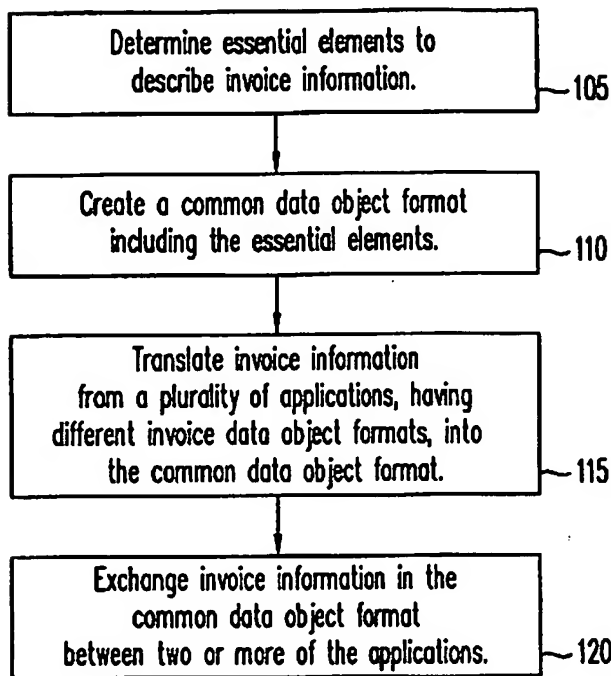 Determine essential elements to
describe invoice information.
105
Create a common data object format
including the essential elements.
110
Translate invoice information
from a plurality of applications, having
different invoice data object formats, into
the common data object format.
115
Exchange invoice information in the
common data object format
between two or more of the applications.
120